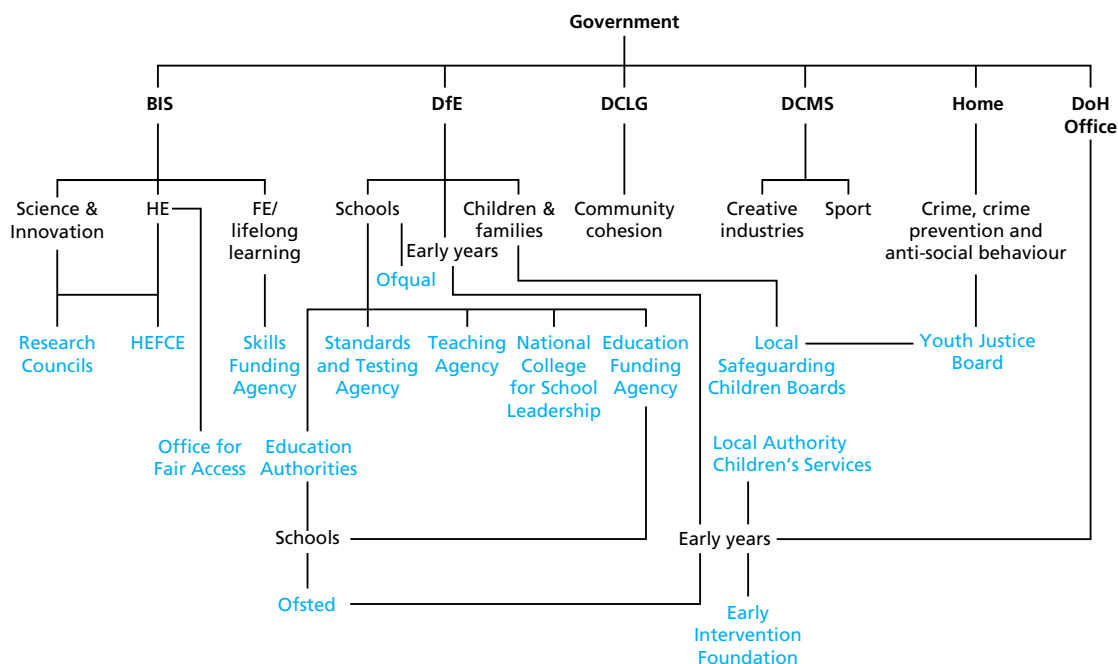 Government
BIS
DfE
DCLG
DCMS
Home
DoH
Office
Science &
Innovation
HE
FE/
lifelong
learning
Schools
Children &
families
Early years
Community
cohesion
Creative
industries
Sport
Crime, crime
prevention and
anti-social behaviour
Ofqual
Research
Councils
HEFCE
Skills
Funding
Agency
Standards
and Testing
Agency
Teaching
Agency
National
College
for School
Leadership
Education
Funding
Agency
Local
Safeguarding
Children Boards
Youth Justice
Board
Office for
Fair Access
Education
Authorities
Local Authority
Children’s Services
Schools
Early years
Ofsted
Early
Intervention
Foundation